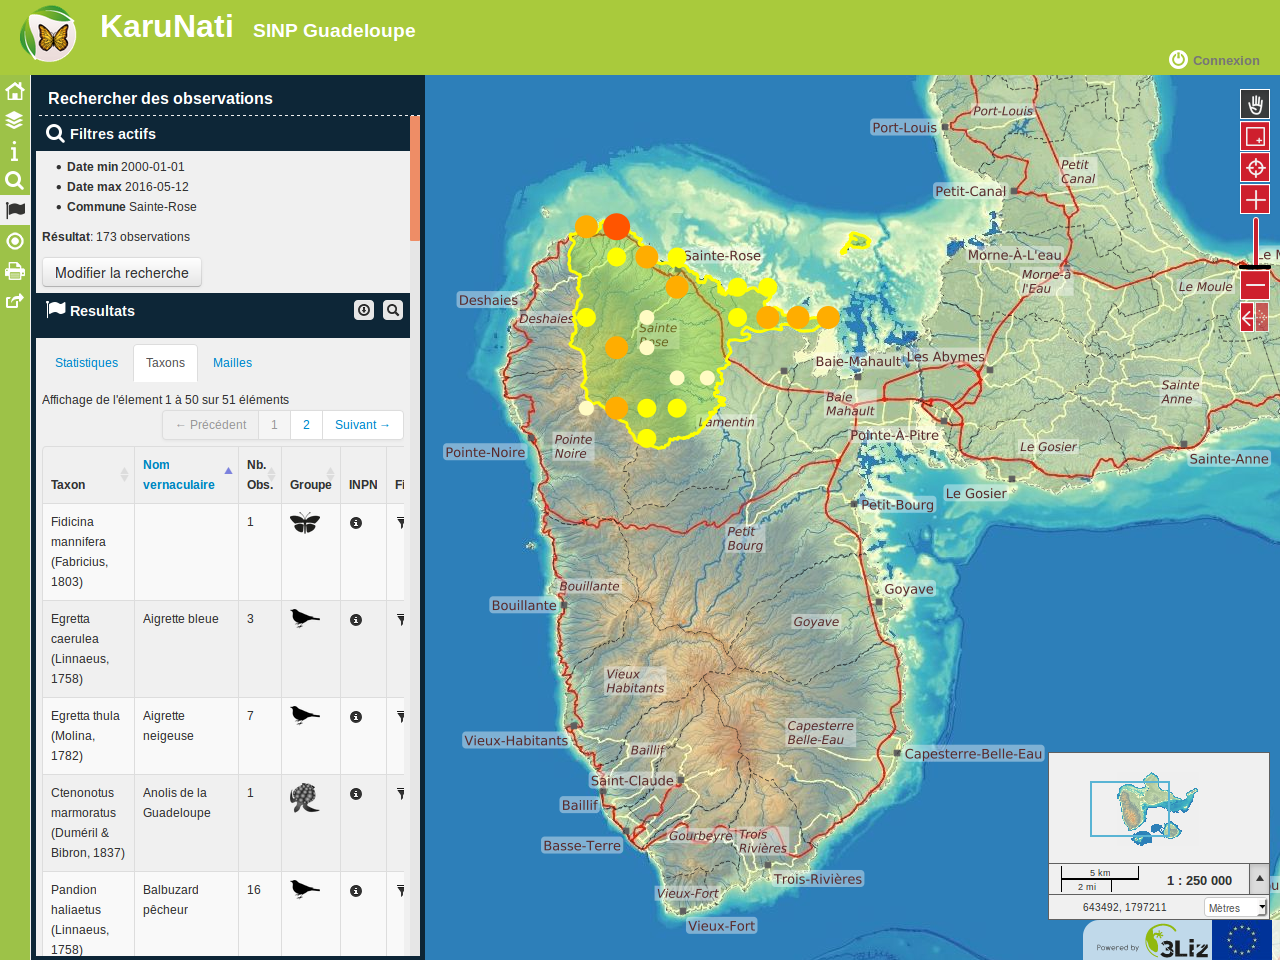 KaruNati SINP Guadeloupe
Connexion
Rechercher des observations
Filtres actifs
• Date min 2000-01-01
• Date max 2016-05-12
• Commune Sainte-Rose
Résultat: 173 observations
Modifier la recherche
Resultats
Statistiques Taxons Mailles
Affichage de l'élement 1 à 50 sur 51 éléments
← Précédent 1 2 Suivant →
Taxon Nom vernaculaire Nb. Obs. Groupe INPN Fi
Fidicina mannifera (Fabricius, 1803) 1
Egretta caerulea (Linnaeus, 1758) Aigrette bleue 3
Egretta thula (Molina, 1782) Aigrette neigeuse 7
Ctenonotus marmoratus (Duméril & Bibron, 1837) Anolis de la Guadeloupe 1
Pandion haliaetus (Linnaeus, 1758) Balbuzard pêcheur 16
Port-Louis
Port-Louis
Petit Canal
Petit-Canal
Sainte-Rose
Morne-À-L'eau
Morne-à l'Eau
Le Moule
Deshaies
Deshaies
Sainte Rose
Baie-Mahault
Les Abymes
Baie Mahault
Sainte Anne
Lamentin
Pointe-À-Pitre
Pointe Noire
Pointe-Noire
Le Gosier
Sainte-Anne
Le Gosier
Petit-Bourg
Petit Bourg
Bouillante
Bouillante
Goyave
Goyave
Vieux Habitants
Vieux-Habitants
Capesterre Belle-Eau
Capesterre-Belle-Eau
Baillif
Saint-Claude
Baillif
Basse-Terre
Gourbeyre
Trois Rivières
Trois-Rivières
Vieux-Fort
Vieux-Fort
5 km
2 mi
1 : 250 000
643492, 1797211
Mètres
Powered by 3Liz